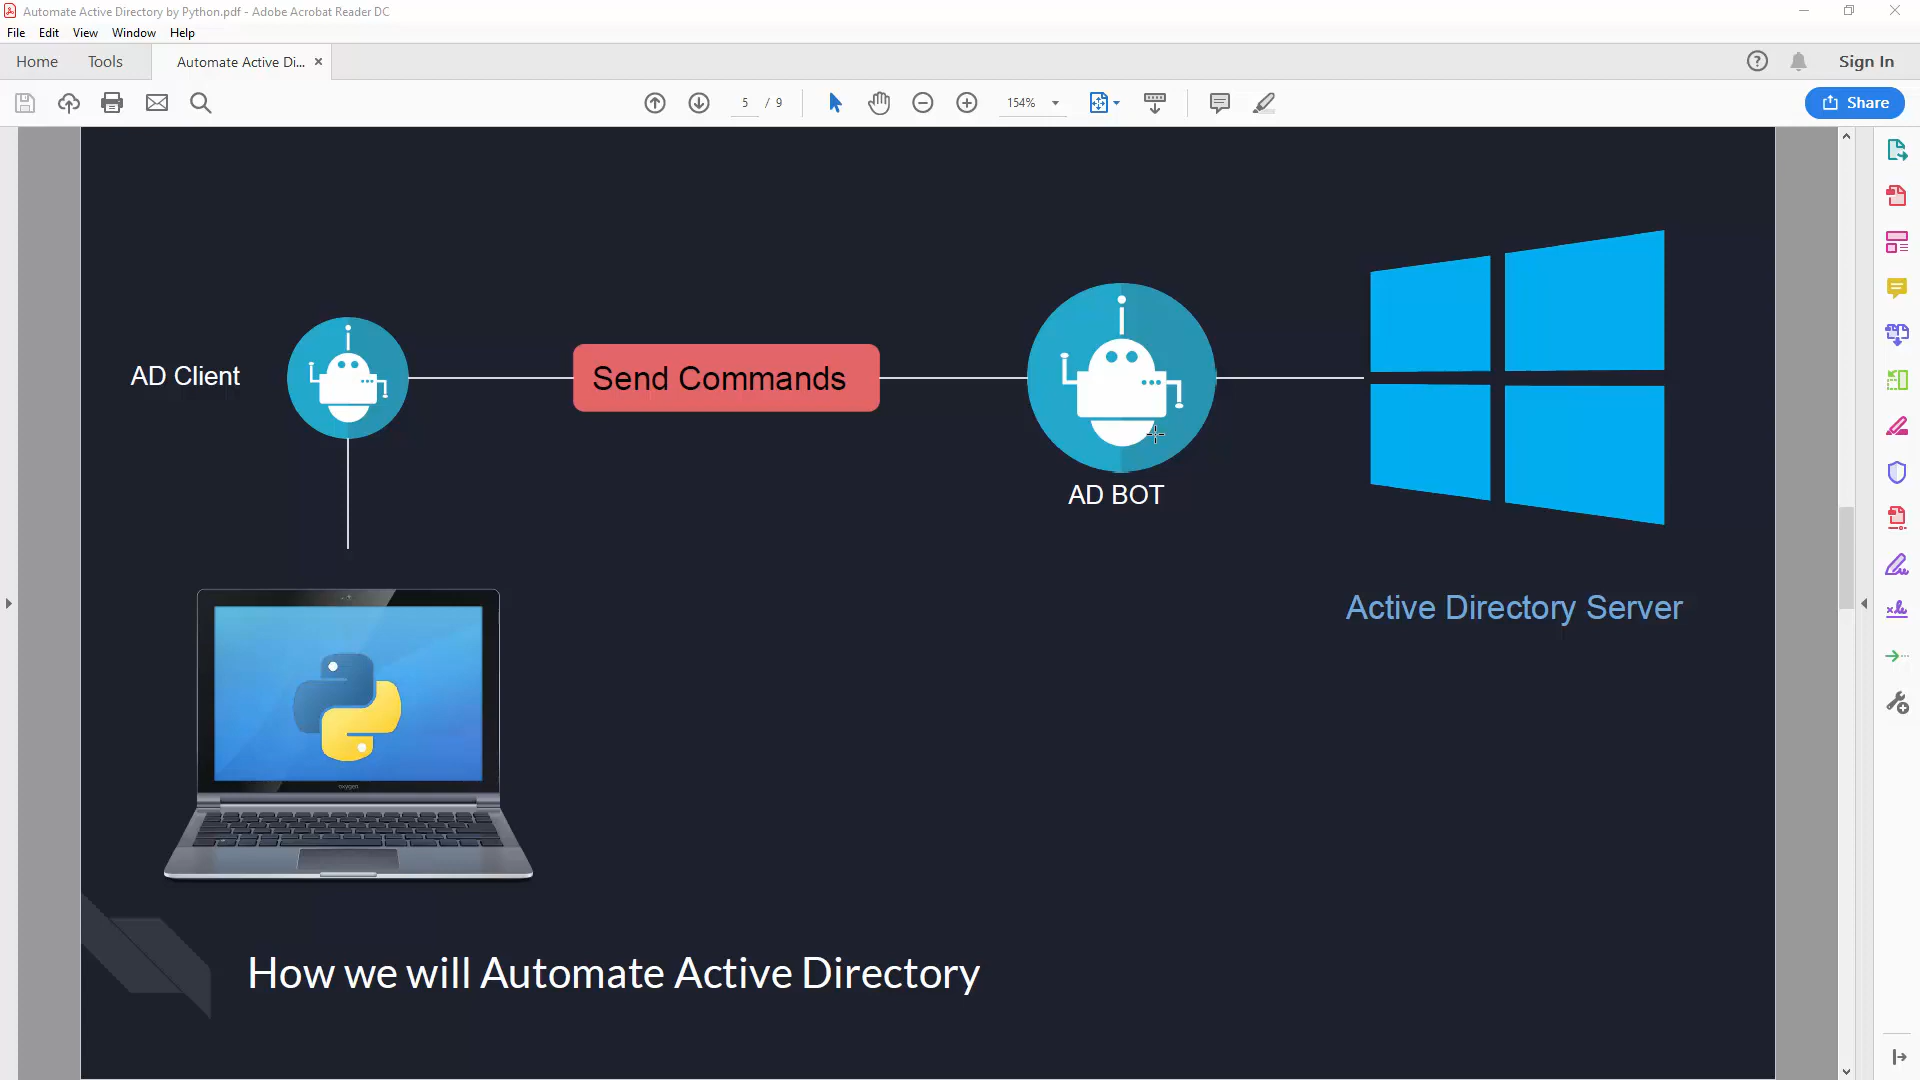 Automate Active Directory by Python.pdf - Adobe Acrobat Reader DC
File Edit View Window Help
Home Tools Automate Active Di... × Sign In
5 / 9 154% Share
AD Client
Send Commands
AD BOT
Active Directory Server
oxygen
How we will Automate Active Directory